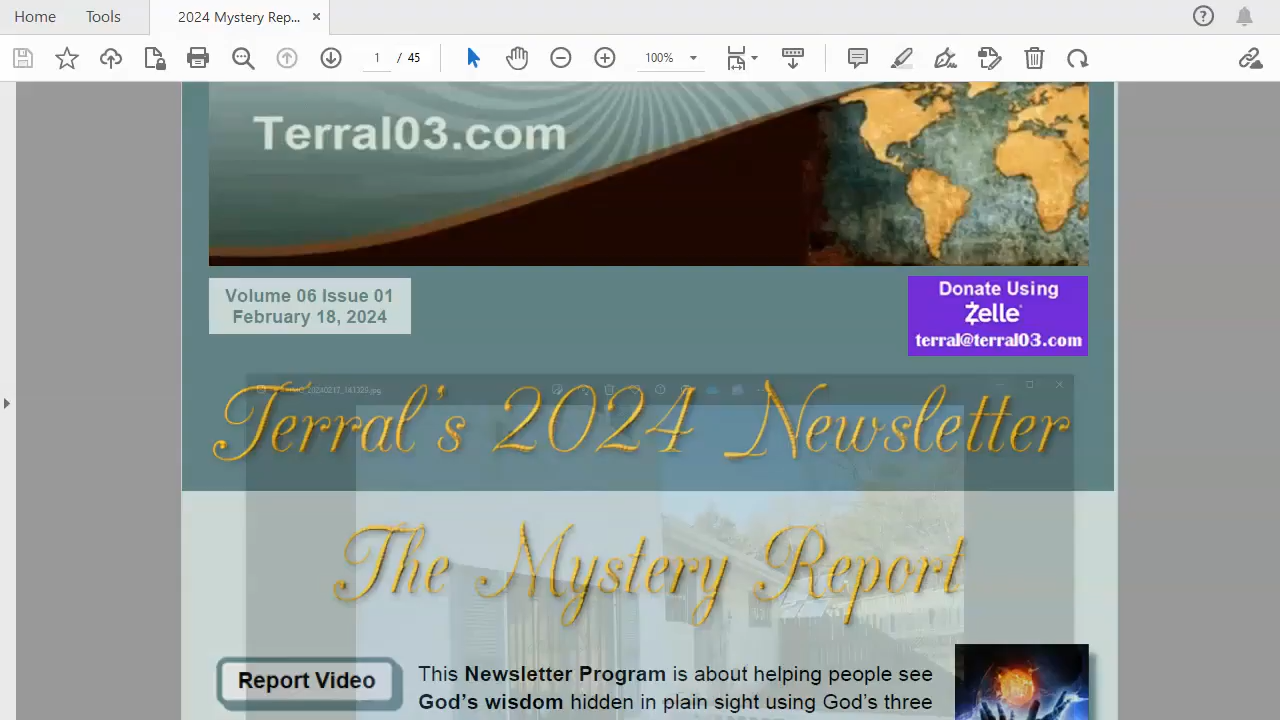 Home Tools 2024 Mystery Rep... ×
1 / 45 100%
Terral03.com
Volume 06 Issue 01
February 18, 2024
Donate Using
Zelle
terral@terral03.com
Terral's 2024 Newsletter
The Mystery Report
Report Video
This Newsletter Program is about helping people see
God's wisdom hidden in plain sight using God's three